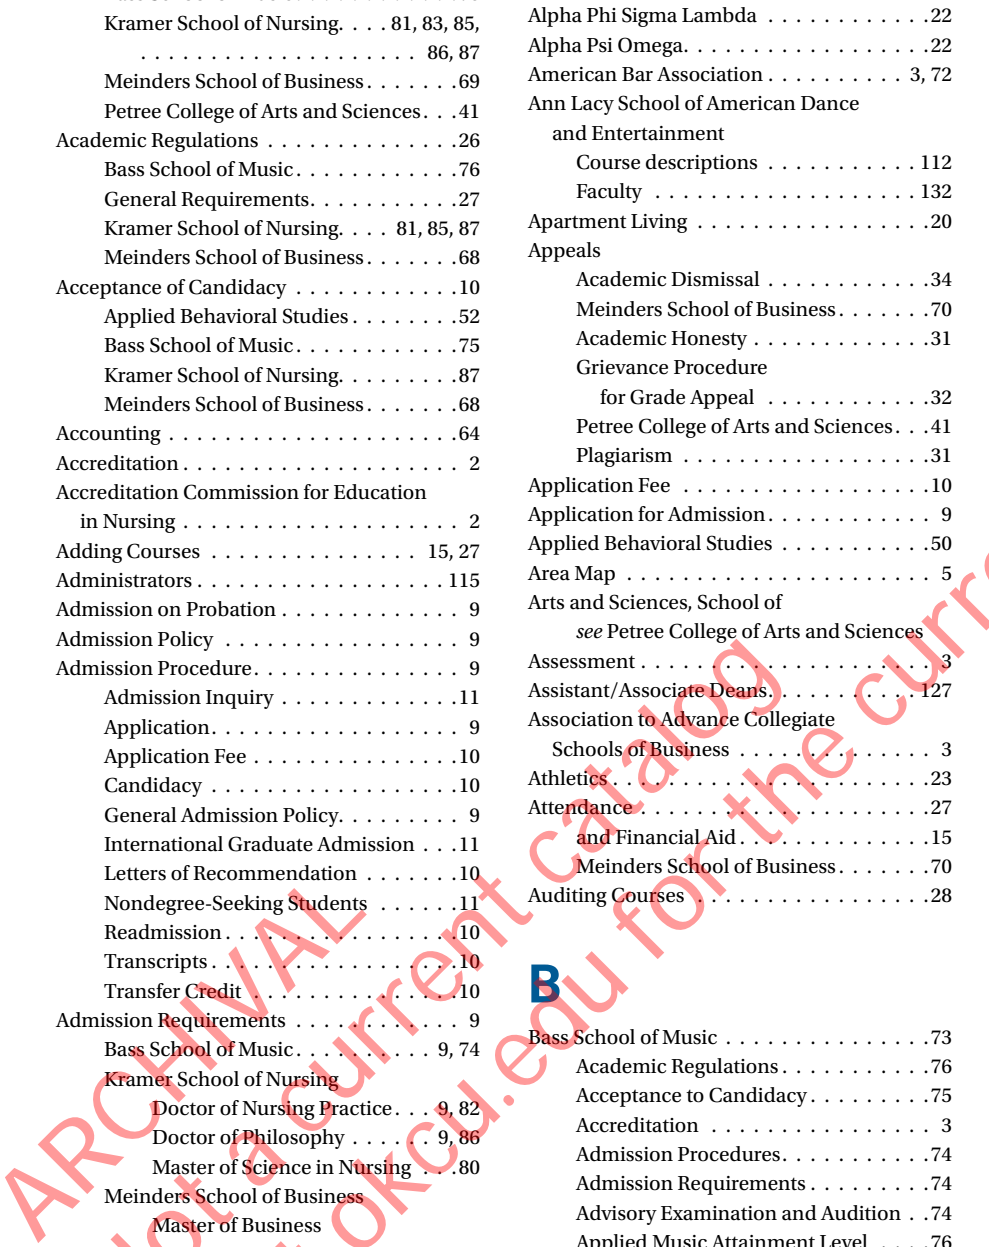 Kramer School of Nursing. . . . 81, 83, 85,
. . . . . . . . . . . . . . . . . . . . 86, 87
Meinders School of Business . . . . . . .69
Petree College of Arts and Sciences . . .41
Academic Regulations . . . . . . . . . . . . . .26
Bass School of Music . . . . . . . . . . . . .76
General Requirements. . . . . . . . . . . .27
Kramer School of Nursing. . . . 81, 85, 87
Meinders School of Business . . . . . . .68
Acceptance of Candidacy . . . . . . . . . . . .10
Applied Behavioral Studies . . . . . . . .52
Bass School of Music . . . . . . . . . . . . .75
Kramer School of Nursing. . . . . . . . .87
Meinders School of Business . . . . . . .68
Accounting . . . . . . . . . . . . . . . . . . . . .64
Accreditation . . . . . . . . . . . . . . . . . . . . 2
Accreditation Commission for Education
in Nursing . . . . . . . . . . . . . . . . . . . . 2
Adding Courses . . . . . . . . . . . . . . . 15, 27
Administrators . . . . . . . . . . . . . . . . . . 115
Admission on Probation . . . . . . . . . . . . . 9
Admission Policy . . . . . . . . . . . . . . . . . 9
Admission Procedure. . . . . . . . . . . . . . . 9
Admission Inquiry . . . . . . . . . . . . .11
Application. . . . . . . . . . . . . . . . . . 9
Application Fee . . . . . . . . . . . . . . .10
Candidacy . . . . . . . . . . . . . . . . . .10
General Admission Policy. . . . . . . . . 9
International Graduate Admission . . .11
Letters of Recommendation . . . . . . .10
Nondegree-Seeking Students . . . . . .11
Readmission . . . . . . . . . . . . . . . . .10
Transcripts . . . . . . . . . . . . . . . . . .10
Transfer Credit . . . . . . . . . . . . . . .10
Admission Requirements . . . . . . . . . . . . 9
Bass School of Music . . . . . . . . . . 9, 74
Kramer School of Nursing
Doctor of Nursing Practice . . . 9, 82
Doctor of Philosophy . . . . . . 9, 86
Master of Science in Nursing . . .80
Meinders School of Business
Master of Business
Alpha Phi Sigma Lambda . . . . . . . . . . . .22
Alpha Psi Omega. . . . . . . . . . . . . . . . . .22
American Bar Association . . . . . . . . . . 3, 72
Ann Lacy School of American Dance
and Entertainment
Course descriptions . . . . . . . . . . . 112
Faculty . . . . . . . . . . . . . . . . . . . 132
Apartment Living . . . . . . . . . . . . . . . . .20
Appeals
Academic Dismissal . . . . . . . . . . . .34
Meinders School of Business . . . . . . .70
Academic Honesty . . . . . . . . . . . . .31
Grievance Procedure
for Grade Appeal . . . . . . . . . . . .32
Petree College of Arts and Sciences . . .41
Plagiarism . . . . . . . . . . . . . . . . . .31
Application Fee . . . . . . . . . . . . . . . . . .10
Application for Admission . . . . . . . . . . . . 9
Applied Behavioral Studies . . . . . . . . . . .50
Area Map . . . . . . . . . . . . . . . . . . . . . . 5
Arts and Sciences, School of
see Petree College of Arts and Sciences
Assessment . . . . . . . . . . . . . . . . . . . . . 3
Assistant/Associate Deans. . . . . . . . . . . 127
Association to Advance Collegiate
Schools of Business . . . . . . . . . . . . . . 3
Athletics . . . . . . . . . . . . . . . . . . . . . . .23
Attendance . . . . . . . . . . . . . . . . . . . . .27
and Financial Aid . . . . . . . . . . . . . .15
Meinders School of Business . . . . . . .70
Auditing Courses . . . . . . . . . . . . . . . . .28
B
Bass School of Music . . . . . . . . . . . . . . .73
Academic Regulations . . . . . . . . . . .76
Acceptance to Candidacy . . . . . . . . .75
Accreditation . . . . . . . . . . . . . . . . 3
Admission Procedures. . . . . . . . . . .74
Admission Requirements . . . . . . . . .74
Advisory Examination and Audition . .74
Applied Music Attainment Level . . . .76
ARCHIVAL
Not a current catalog
okcu.edu for the curre